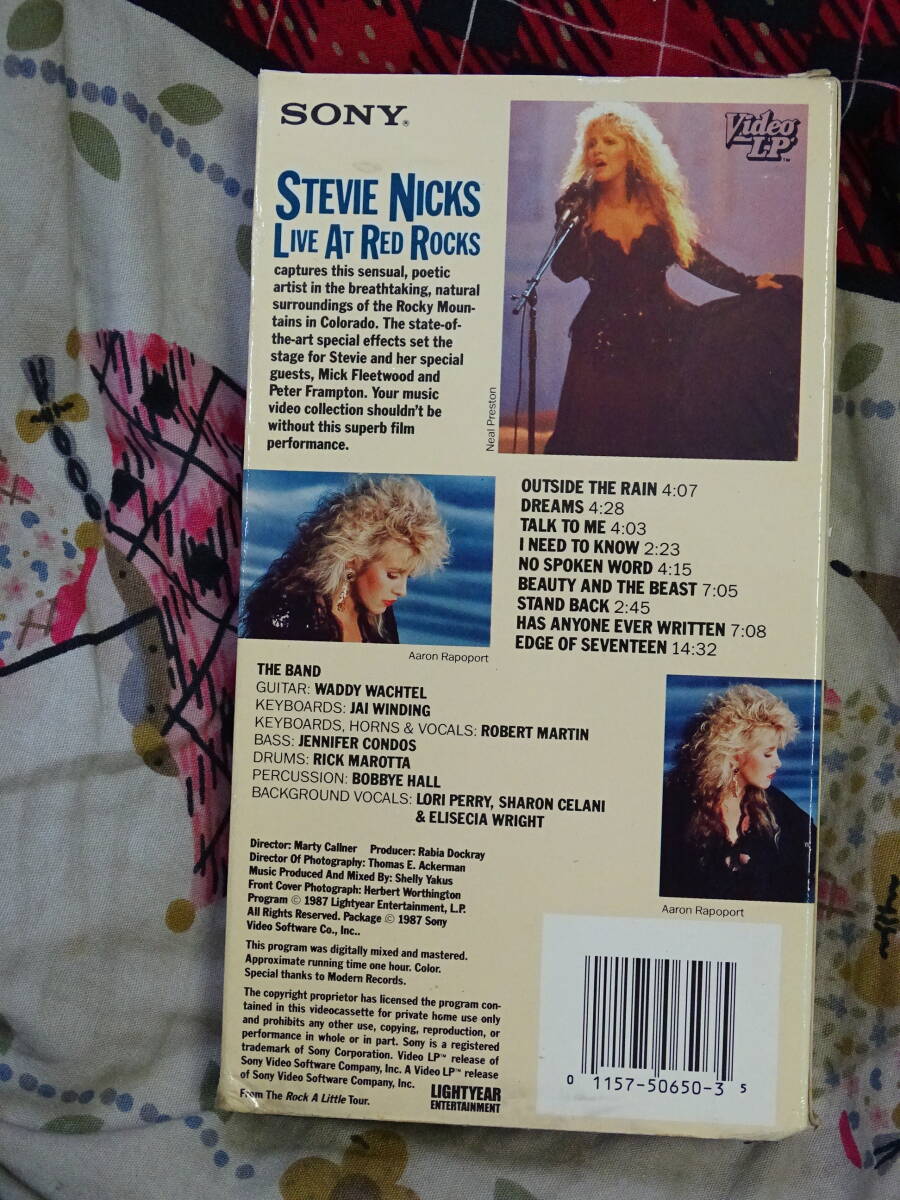 SONY®
Video LP™
STEVIE NICKS
LIVE AT RED ROCKS
captures this sensual, poetic
artist in the breathtaking, natural
surroundings of the Rocky Moun-
tains in Colorado. The state-of-
the-art special effects set the
stage for Stevie and her special
guests, Mick Fleetwood and
Peter Frampton. Your music
video collection shouldn't be
without this superb film
performance.
Neal Preston
OUTSIDE THE RAIN 4:07
DREAMS 4:28
TALK TO ME 4:03
I NEED TO KNOW 2:23
NO SPOKEN WORD 4:15
BEAUTY AND THE BEAST 7:05
STAND BACK 2:45
HAS ANYONE EVER WRITTEN 7:08
EDGE OF SEVENTEEN 14:32
Aaron Rapoport
THE BAND
GUITAR: WADDY WACHTEL
KEYBOARDS: JAI WINDING
KEYBOARDS, HORNS & VOCALS: ROBERT MARTIN
BASS: JENNIFER CONDOS
DRUMS: RICK MAROTTA
PERCUSSION: BOBBYE HALL
BACKGROUND VOCALS: LORI PERRY, SHARON CELANI
& ELISECIA WRIGHT
Aaron Rapoport
Director: Marty Callner Producer: Rabia Dockray
Director Of Photography: Thomas E. Ackerman
Music Produced And Mixed By: Shelly Yakus
Front Cover Photograph: Herbert Worthington
Program © 1987 Lightyear Entertainment, L.P.
All Rights Reserved. Package © 1987 Sony
Video Software Co., Inc..
This program was digitally mixed and mastered.
Approximate running time one hour. Color.
Special thanks to Modern Records.
The copyright proprietor has licensed the program con-
tained in this videocassette for private home use only
and prohibits any other use, copying, reproduction, or
performance in whole or in part. Sony is a registered
trademark of Sony Corporation. Video LP™ release of
Sony Video Software Company, Inc. A Video LP™ release
of Sony Video Software Company, Inc.
From The Rock A Little Tour.
LIGHTYEAR
ENTERTAINMENT
0 1157-50650-3 5